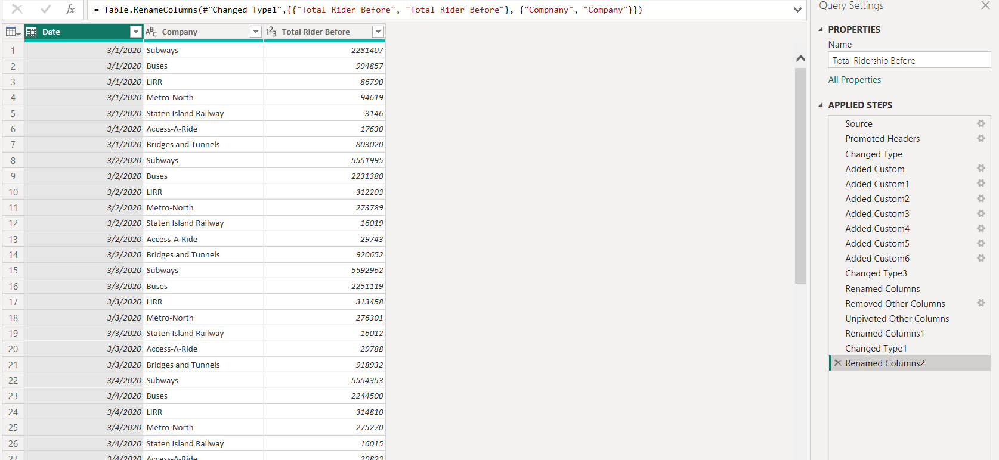 = Table.RenameColumns(#"Changed Type1",{{"Total Rider Before", "Total Rider Before"}, {"Compnany", "Company"}})
Date ABC Company 123 Total Rider Before
1 3/1/2020 Subways 2281407
2 3/1/2020 Buses 994857
3 3/1/2020 LIRR 86790
4 3/1/2020 Metro-North 94619
5 3/1/2020 Staten Island Railway 3146
6 3/1/2020 Access-A-Ride 17630
7 3/1/2020 Bridges and Tunnels 803020
8 3/2/2020 Subways 5551995
9 3/2/2020 Buses 2231380
10 3/2/2020 LIRR 312203
11 3/2/2020 Metro-North 273789
12 3/2/2020 Staten Island Railway 16019
13 3/2/2020 Access-A-Ride 29743
14 3/2/2020 Bridges and Tunnels 920652
15 3/3/2020 Subways 5592962
16 3/3/2020 Buses 2251119
17 3/3/2020 LIRR 313458
18 3/3/2020 Metro-North 276301
19 3/3/2020 Staten Island Railway 16012
20 3/3/2020 Access-A-Ride 29788
21 3/3/2020 Bridges and Tunnels 918932
22 3/4/2020 Subways 5554353
23 3/4/2020 Buses 2244500
24 3/4/2020 LIRR 314810
25 3/4/2020 Metro-North 275270
26 3/4/2020 Staten Island Railway 16015
27 3/4/2020 Access-A-Ride 29823
Query Settings
PROPERTIES
Name
Total Ridership Before
All Properties
APPLIED STEPS
Source
Promoted Headers
Changed Type
Added Custom
Added Custom1
Added Custom2
Added Custom3
Added Custom4
Added Custom5
Added Custom6
Changed Type3
Renamed Columns
Removed Other Columns
Unpivoted Other Columns
Renamed Columns1
Changed Type1
Renamed Columns2